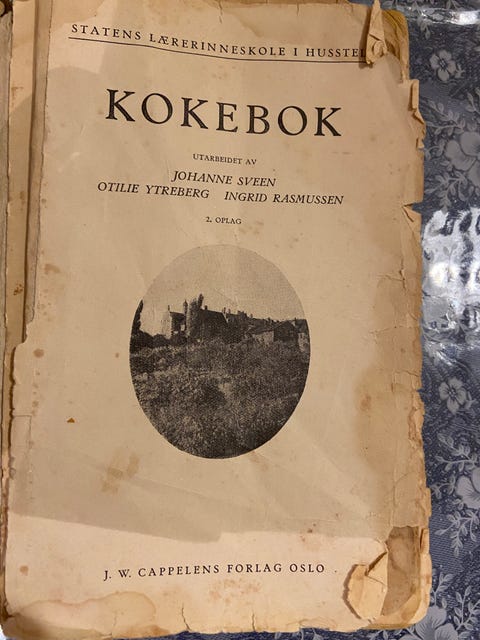 STATENS LÆRERINNESKOLE I HUSSTEL
KOKEBOK
UTARBEIDET AV
JOHANNE SVEEN
OTILIE YTREBERG INGRID RASMUSSEN
2. OPLAG
J. W. CAPPELENS FORLAG OSLO